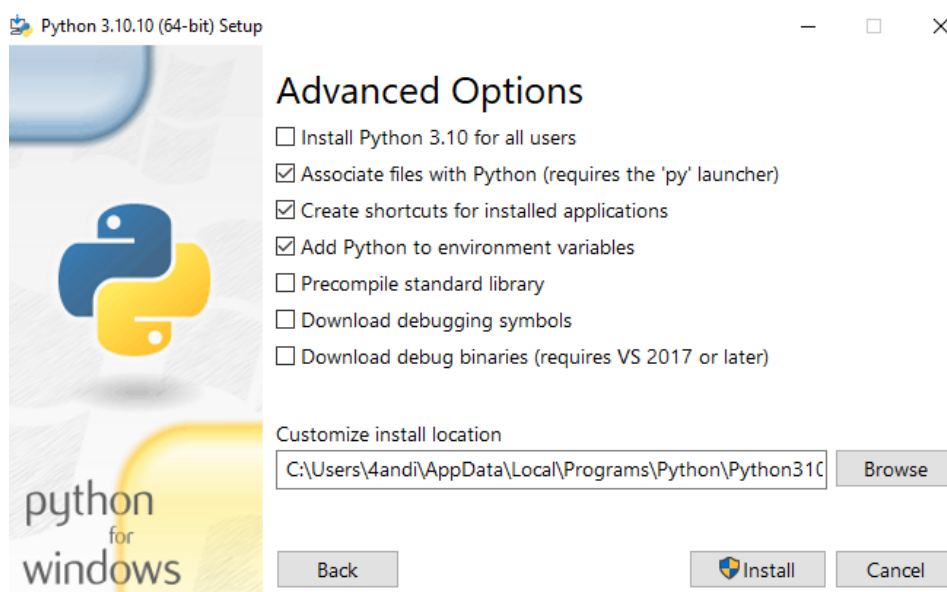 Python 3.10.10 (64-bit) Setup
Advanced Options
Install Python 3.10 for all users
Associate files with Python (requires the 'py' launcher)
Create shortcuts for installed applications
Add Python to environment variables
Precompile standard library
Download debugging symbols
Download debug binaries (requires VS 2017 or later)
Customize install location
C:\Users\4andi\AppData\Local\Programs\Python\Python310
Browse
python
for
windows
Back
Install
Cancel